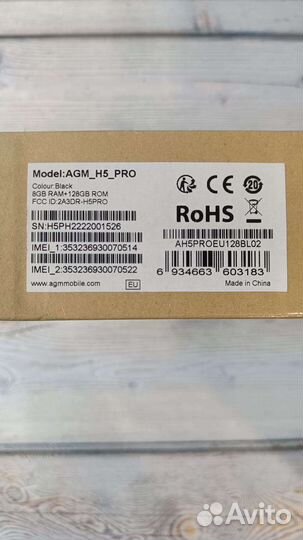 Model:AGM_H5_PRO
Colour:Black
8GB RAM+128GB ROM
FCC ID:2A3DR-H5PRO
SN:H5PH2222001526
IMEI_1:353236930070514
IMEI_2:353236930070522
www.agmmobile.com
EU
CE
20
RoHS
AH5PROEU128BL02
6 934663 603183
Made in China
Avito